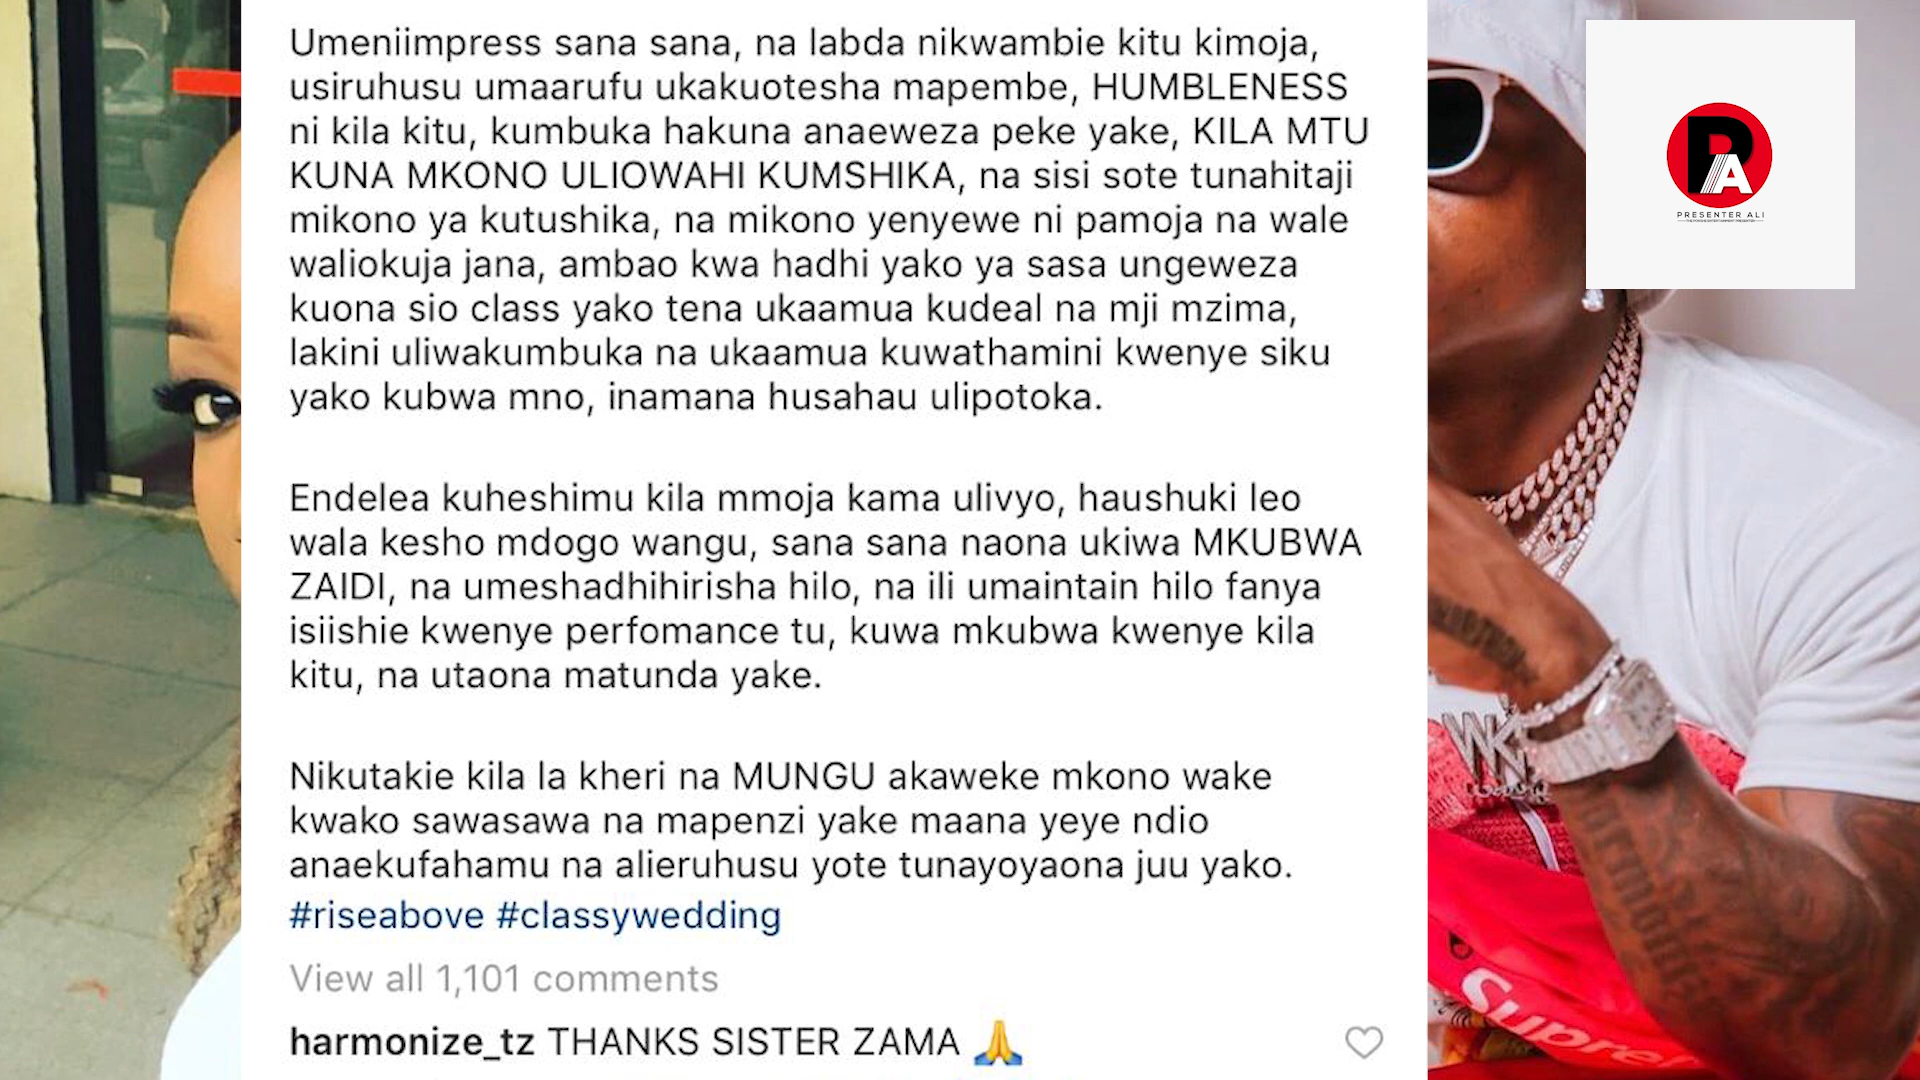 Umeniimpress sana sana, na labda nikwambie kitu kimoja,
usiruhusu umaarufu ukakuotesha mapembe, HUMBLENESS
ni kila kitu, kumbuka hakuna anaeweza peke yake, KILA MTU
KUNA MKONO ULIOWAHI KUMSHIKA, na sisi sote tunahitaji
mikono ya kutushika, na mikono yenyewe ni pamoja na wale
waliokuja jana, ambao kwa hadhi yako ya sasa ungeweza
kuona sio class yako tena ukaamua kudeal na mji mzima,
lakini uliwakumbuka na ukaamua kuwathamini kwenye siku
yako kubwa mno, inamana husahau ulipotoka.
Endelea kuheshimu kila mmoja kama ulivyo, haushuki leo
wala kesho mdogo wangu, sana sana naona ukiwa MKUBWA
ZAIDI, na umeshadhihirisha hilo, na ili umaintain hilo fanya
isiishie kwenye perfomance tu, kuwa mkubwa kwenye kila
kitu, na utaona matunda yake.
Nikutakie kila la kheri na MUNGU akaweke mkono wake
kwako sawasawa na mapenzi yake maana yeye ndio
anaekufahamu na alieruhusu yote tunayoyaona juu yako.
#riseabove #classywedding
View all 1,101 comments
harmonize_tz THANKS SISTER ZAMA 🙏
PA
PRESENTER ALI
WK
Supre